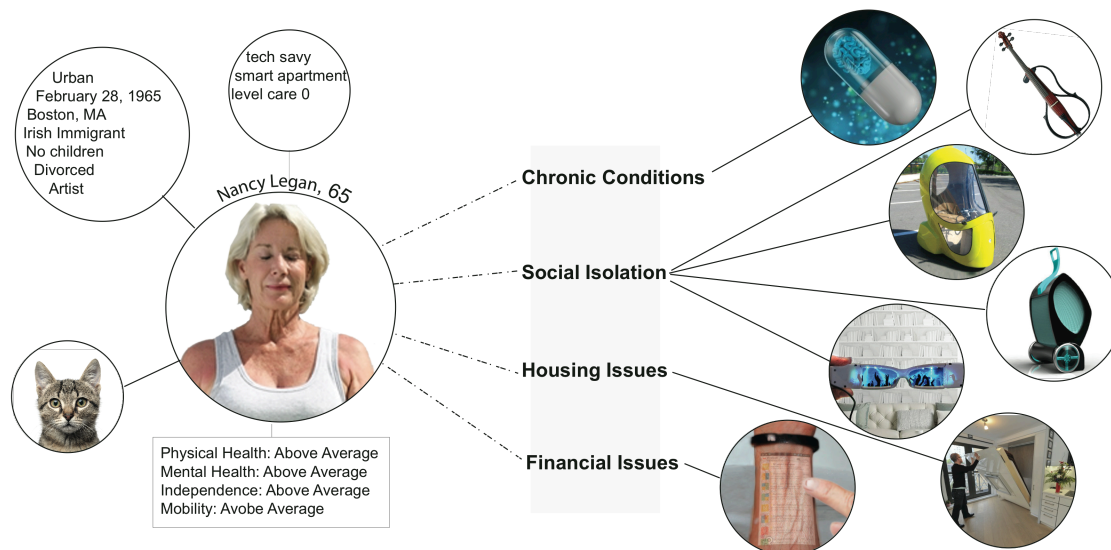 Urban
February 28, 1965
Boston, MA
Irish Immigrant
No children
Divorced
Artist
tech savy
smart apartment
level care 0
Nancy Legan, 65
Physical Health: Above Average
Mental Health: Above Average
Independence: Above Average
Mobility: Avobe Average
Chronic Conditions
Social Isolation
Housing Issues
Financial Issues